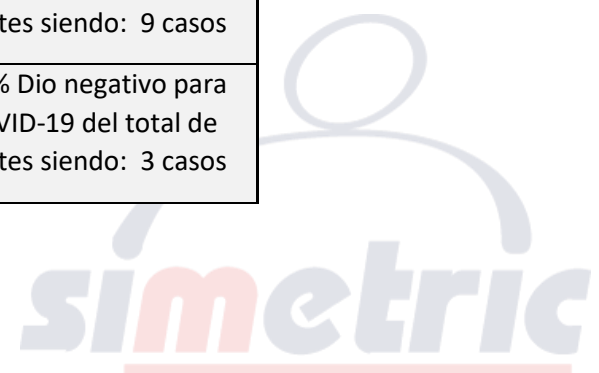 tes siendo: 9 casos
% Dio negativo para
VID-19 del total de
tes siendo: 3 casos
simetric